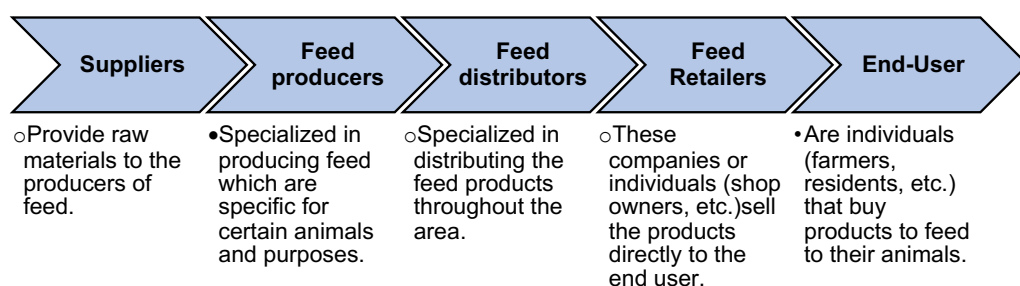 Suppliers
Feed
producers
Feed
distributors
Feed
Retailers
End-User
○Provide raw
materials to the
producers of
feed.
•Specialized in
producing feed
which are
specific for
certain animals
and purposes.
○Specialized in
distributing the
feed products
throughout the
area.
○These
companies or
individuals (shop
owners, etc.)sell
the products
directly to the
end user.
•Are individuals
(farmers,
residents, etc.)
that buy
products to feed
to their animals.